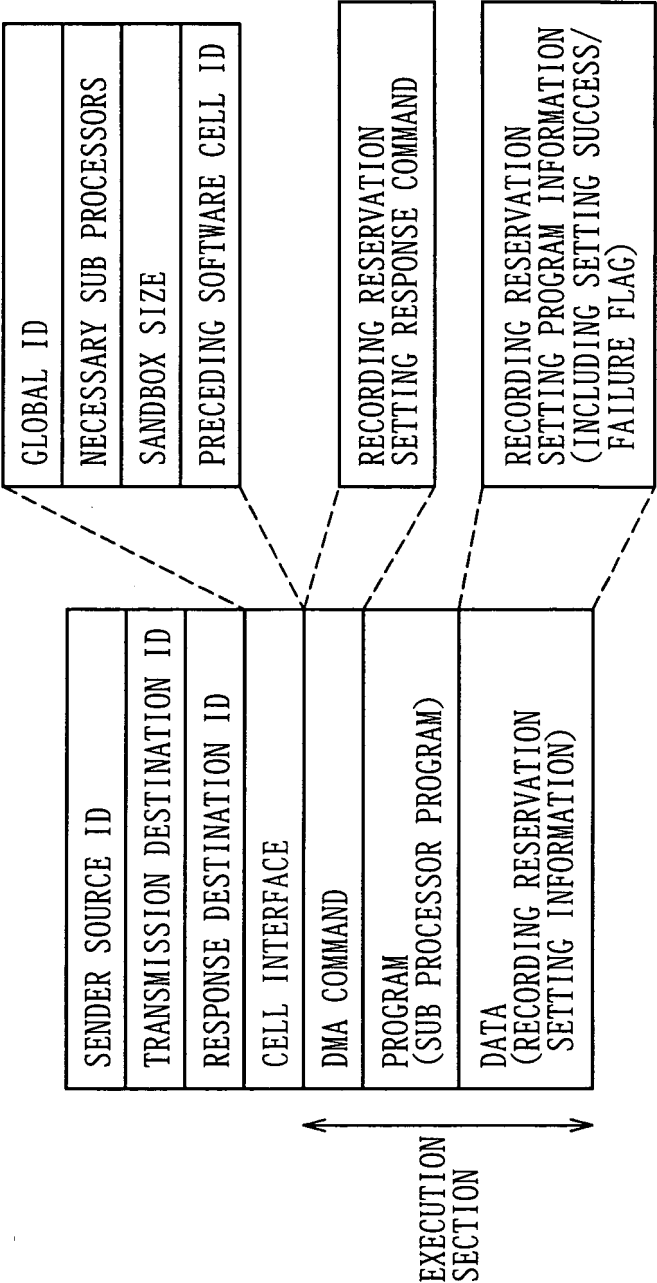 SENDER SOURCE ID
TRANSMISSION DESTINATION ID
RESPONSE DESTINATION ID
CELL INTERFACE
DMA COMMAND
PROGRAM
(SUB PROCESSOR PROGRAM)
DATA
(RECORDING RESERVATION
SETTING INFORMATION)
EXECUTION
SECTION
GLOBAL ID
NECESSARY SUB PROCESSORS
SANDBOX SIZE
PRECEDING SOFTWARE CELL ID
RECORDING RESERVATION
SETTING RESPONSE COMMAND
RECORDING RESERVATION
SETTING PROGRAM INFORMATION
(INCLUDING SETTING SUCCESS/
FAILURE FLAG)